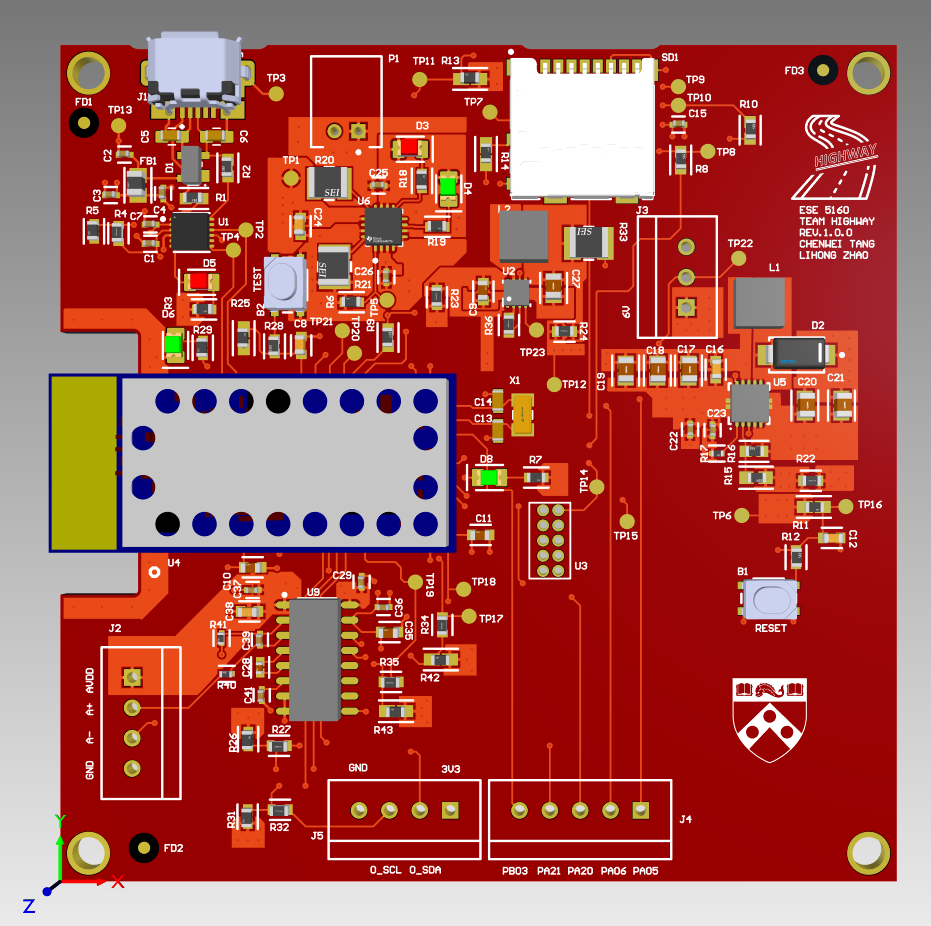 P1
TP11
R13
SD1
FD3
J1
TP3
TP9
FD1
TP13
TP7
TP10
C15
R10
C5
C6
D3
R14
TP8
HIGHWAY
C2
FB1
D1
R2
TP1
R20
C25
R18
D4
R8
SEI
C3
C4
R1
U6
ESE 5160
TEAM HIGHWAY
REV.1.0.0
CHENWEI TANG
LIHONG ZHAO
R5
R4
C7
U1
TP2
C24
R19
J3
R33
SEI
TP4
C1
TP22
D5
TEST
SEI
C26
U2
C27
L1
R21
R6
TP5
R23
V9
R3
D6
R25
B2
C8
TP21
R9
R36
R24
D2
R29
R28
TP20
TP23
C19
C18
C17
C16
U5
C20
C21
TP12
X1
C14
C13
C23
C22
R17
R16
D8
R7
TP14
R15
R22
TP6
R11
TP16
TP15
C11
R12
C12
U3
U4
B1
C10
C37
C29
TP19
TP18
U9
C38
C36
TP17
RESET
J2
R41
C39
C35
R34
C28
R35
R42
AVDD
R40
C41
A+
R43
A-
R26
R27
GND
GND
3V3
R31
R32
J5
J4
FD2
O_SCL O_SDA
PB03 PA21 PA20 PA06 PA05
Y
X
Z